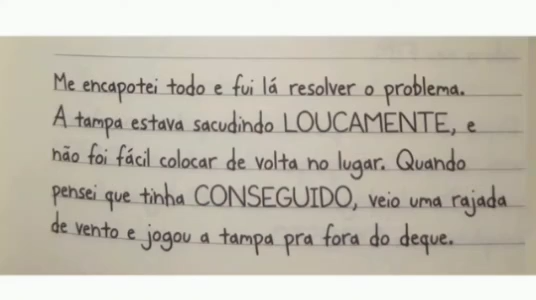 Me encapotei todo e fui lá resolver o problema.
A tampa estava sacudindo LOUCAMENTE, e
não foi fácil colocar de volta no lugar. Quando
pensei que tinha CONSEGUIDO, veio uma rajada
de vento e jogou a tampa pra fora do deque.